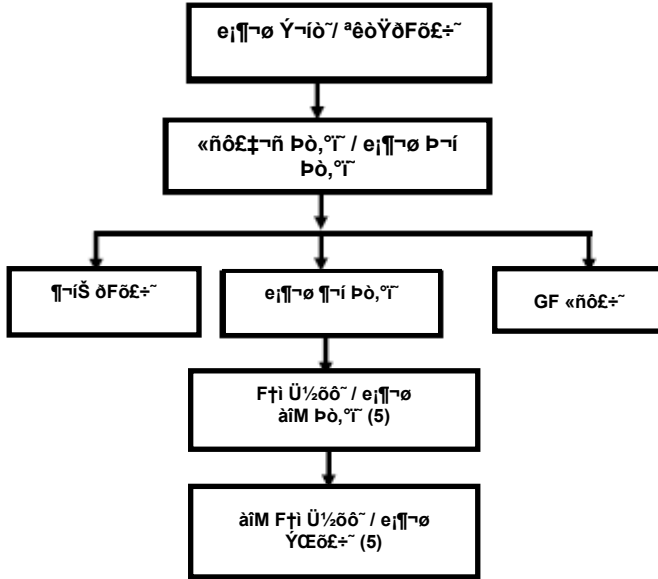 e¡¶¬ø Ý¬íò˜/ ªêòŸðFõ£÷˜
«ñô£‡¬ñ Þò‚°ï˜ / e¡¶¬ø Þ¬í
Þò‚°ï˜
¶¬íŠ ðFõ£÷˜
e¡¶¬ø ¶¬í Þò‚°ï˜
GF «ñô£÷˜
F†ì Ü½õô˜ / e¡¶¬ø
àîM Þò‚°ï˜ (5)
àîM F†ì Ü½õô˜ / e¡¶¬ø
ÝŒõ£÷˜ (5)